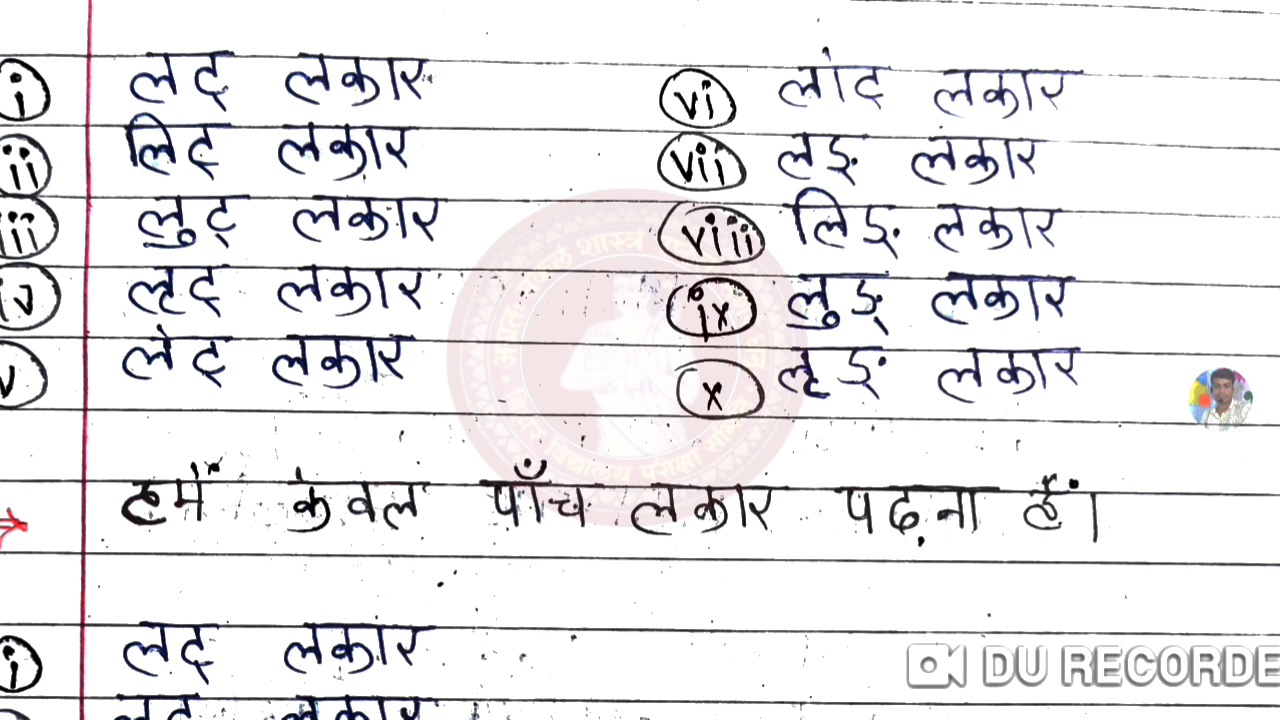 i लट् लकार
ii लिट् लकार
iii लुट् लकार
iv लृट् लकार
v लेट् लकार
vi लोट् लकार
vii लङ् लकार
viii लिङ् लकार
ix लुङ् लकार
x लृङ् लकार
हमें केवल पाँच लकार पढ़ना हैं।
i लट् लकार
DU RECORDE